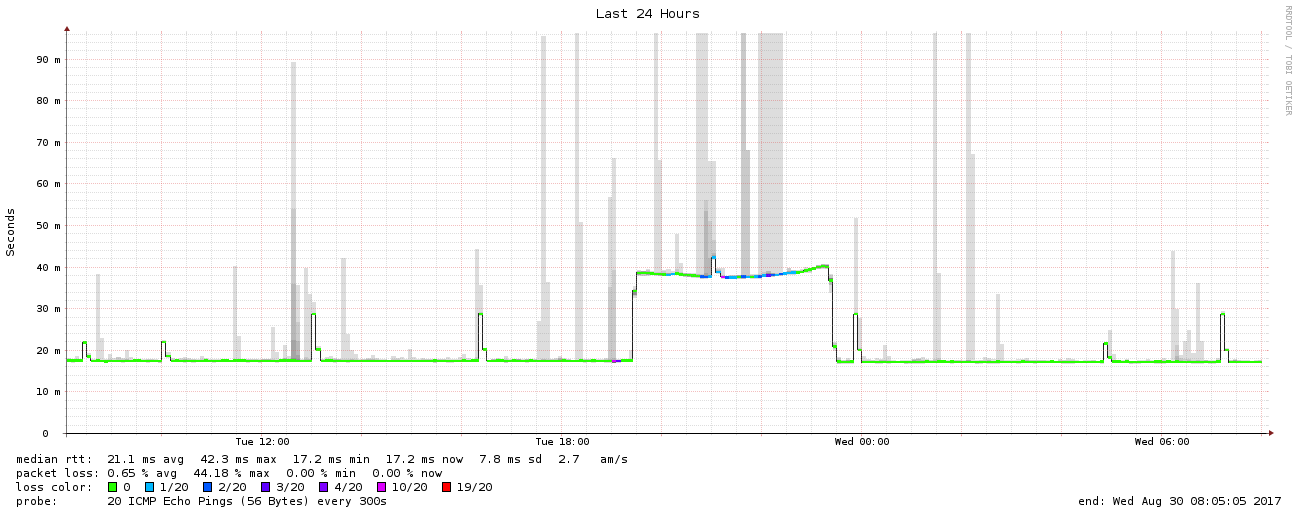 Last 24 Hours
RRDTOOL / TOBI OETIKER
Seconds
90 m
80 m
70 m
60 m
50 m
40 m
30 m
20 m
10 m
0
Tue 12:00 Tue 18:00 Wed 00:00 Wed 06:00
median rtt: 21.1 ms avg 42.3 ms max 17.2 ms min 17.2 ms now 7.8 ms sd 2.7 am/s
packet loss: 0.65 % avg 44.18 % max 0.00 % min 0.00 % now
loss color: 0 1/20 2/20 3/20 4/20 10/20 19/20
probe: 20 ICMP Echo Pings (56 Bytes) every 300s end: Wed Aug 30 08:05:05 2017